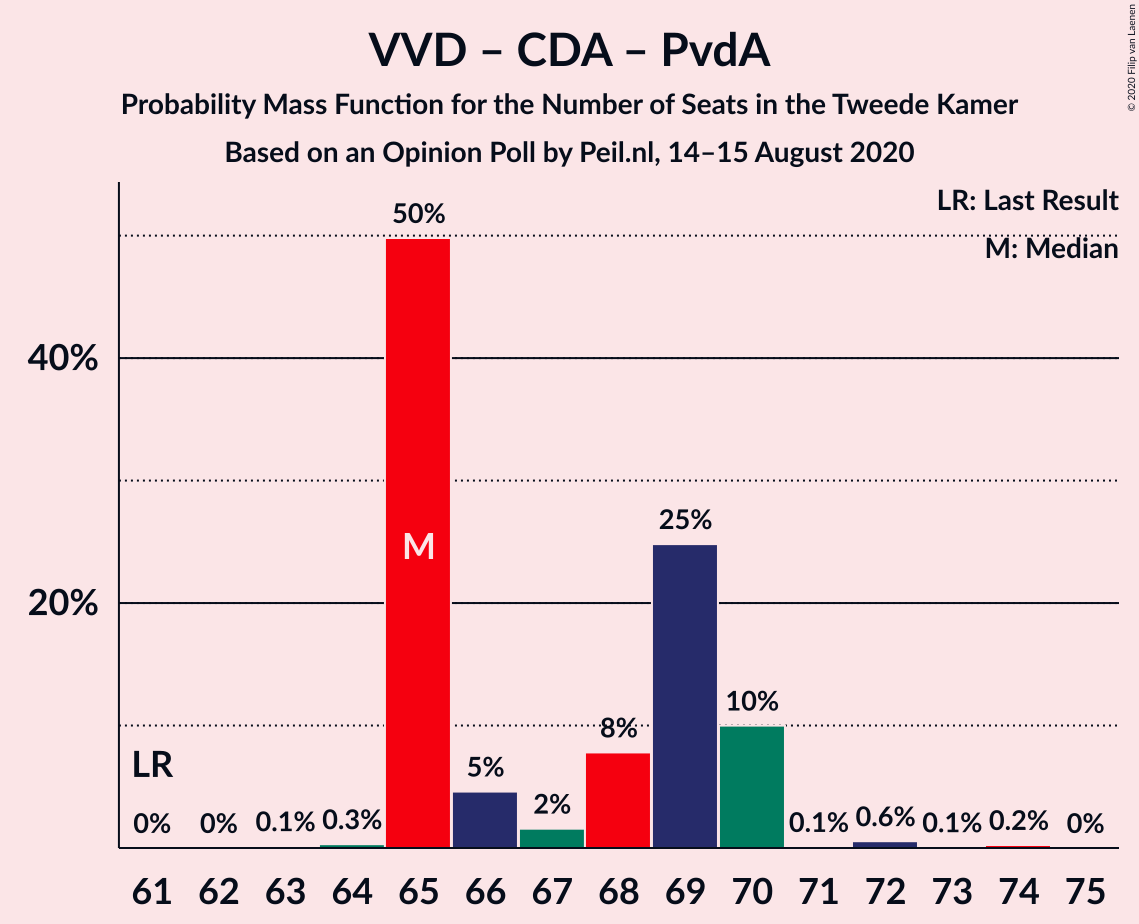 VVD – CDA – PvdA
Probability Mass Function for the Number of Seats in the Tweede Kamer
Based on an Opinion Poll by Peil.nl, 14–15 August 2020
© 2020 Filip van Laenen
LR: Last Result
M: Median
40%
20%
LR
M
0%
0%
0.1%
0.3%
50%
5%
2%
8%
25%
10%
0.1%
0.6%
0.1%
0.2%
0%
61 62 63 64 65 66 67 68 69 70 71 72 73 74 75